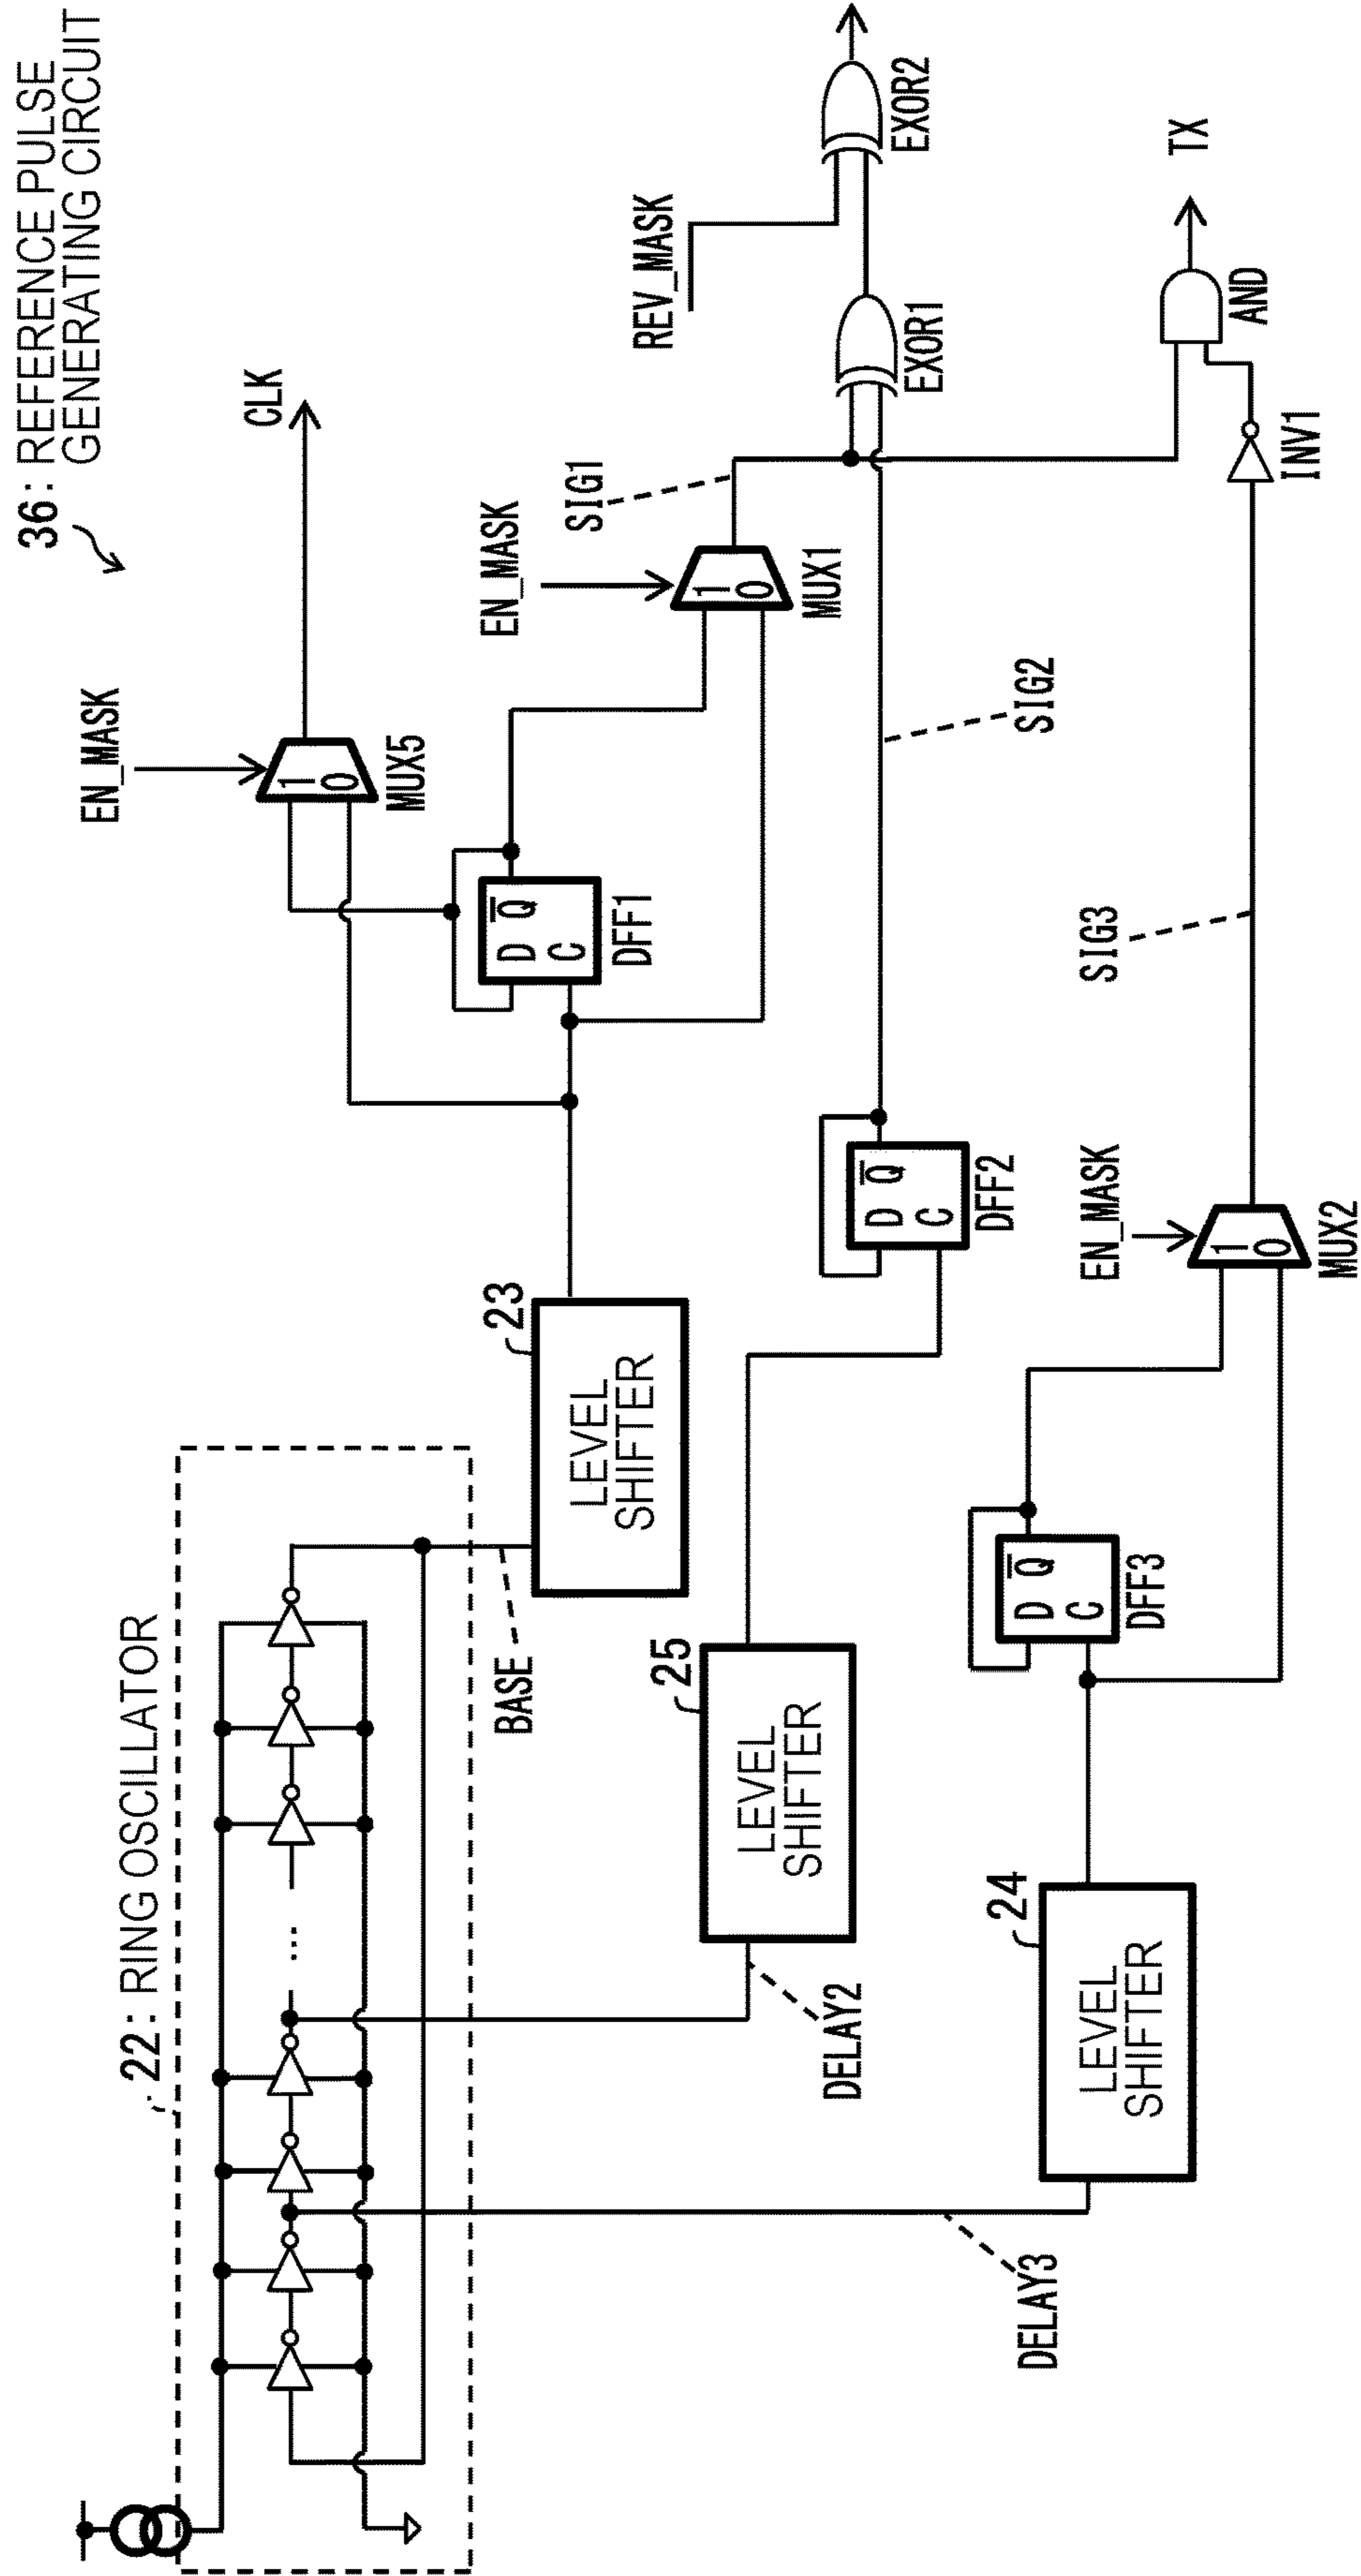 36: REFERENCE PULSE
GENERATING CIRCUIT
22: RING OSCILLATOR
...
BASE
23
LEVEL
SHIFTER
EN_MASK
1
0
MUX5
CLK
D Q̅
C
DFF1
EN_MASK
1
0
MUX1
SIG1
REV_MASK
EXOR1
EXOR2
DELAY2
25
LEVEL
SHIFTER
D Q̅
C
DFF2
SIG2
DELAY3
24
LEVEL
SHIFTER
D Q̅
C
DFF3
EN_MASK
1
0
MUX2
SIG3
INV1
AND
TX